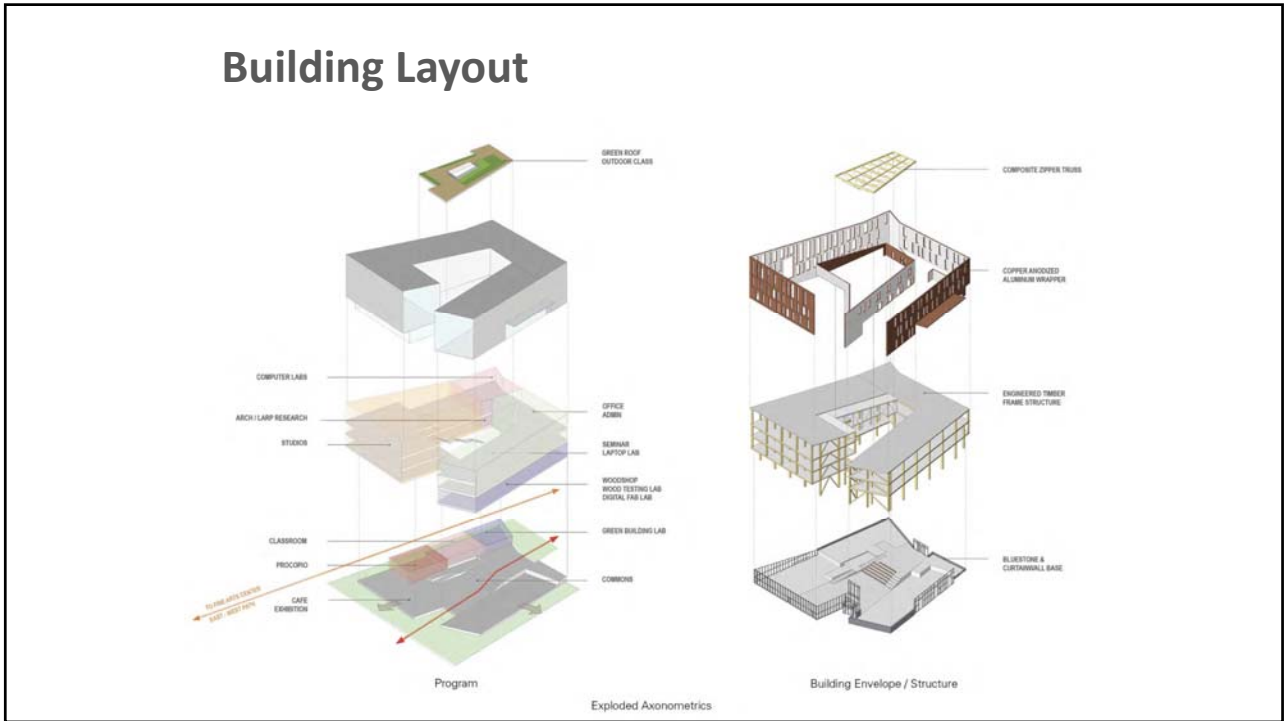 Building Layout
GREEN ROOF
OUTDOOR CLASS
COMPUTER LABS
ARCH / LARP RESEARCH
STUDIOS
OFFICE
ADMIN
SEMINAR
LAPTOP LAB
WOODSHOP
WOOD TESTING LAB
DIGITAL FAB LAB
GREEN BUILDING LAB
CLASSROOM
PROCOPIO
COMMONS
CAFE
EXHIBITION
TO FINE ARTS CENTER
EAST - WEST PATH
Program
COMPOSITE ZIPPER TRUSS
COPPER ANODIZED
ALUMINUM WRAPPER
ENGINEERED TIMBER
FRAME STRUCTURE
BLUESTONE &
CURTAINWALL BASE
Building Envelope / Structure
Exploded Axonometrics